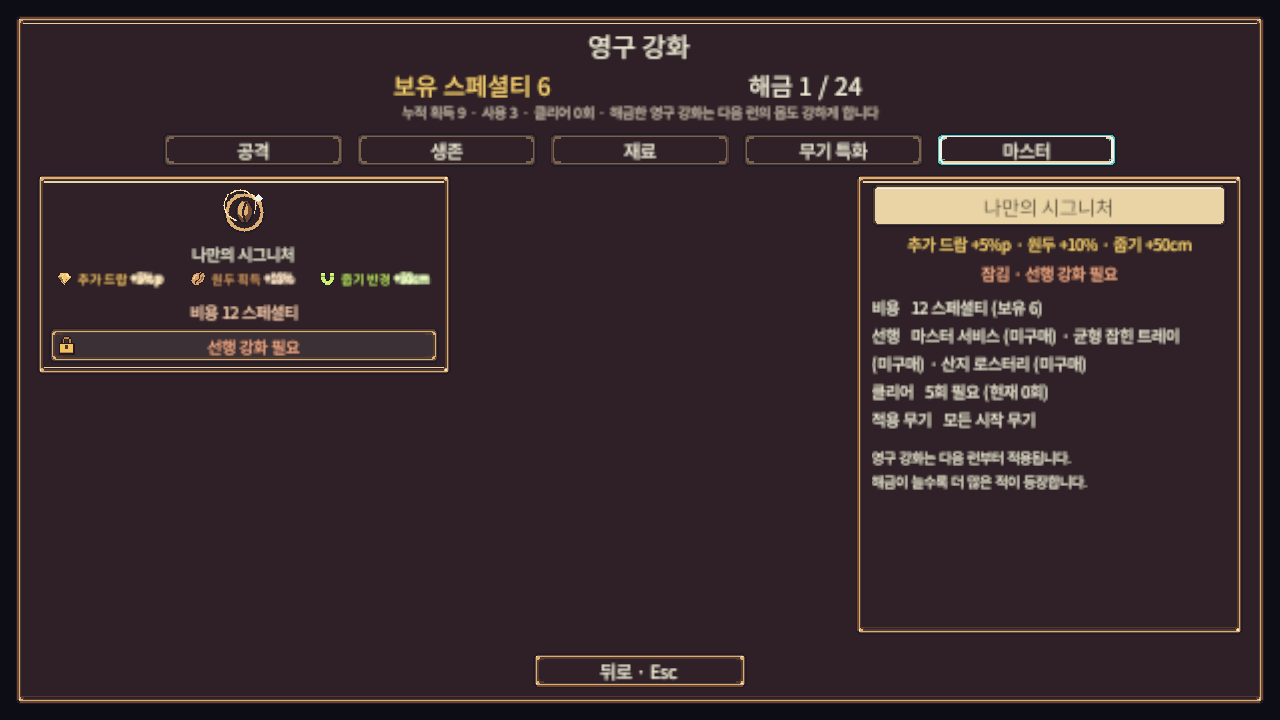 영구 강화
보유 스페셜티 6
해금 1 / 24
누적 획득 9 · 사용 3 · 클리어 0회 · 해금한 영구 강화는 다음 런의 몹도 강하게 합니다
공격
생존
재료
무기 특화
마스터
나만의 시그니처
추가 드랍 +5%p
원두 획득 +10%
줍기 반경 +50cm
비용 12 스페셜티
선행 강화 필요
나만의 시그니처
추가 드랍 +5%p · 원두 +10% · 줍기 +50cm
잠김 · 선행 강화 필요
비용 12 스페셜티 (보유 6)
선행 마스터 서비스 (미구매) · 균형 잡힌 트레이
(미구매) · 산지 로스터리 (미구매)
클리어 5회 필요 (현재 0회)
적용 무기 모든 시작 무기
영구 강화는 다음 런부터 적용됩니다.
해금이 늘수록 더 많은 적이 등장합니다.
뒤로 · Esc